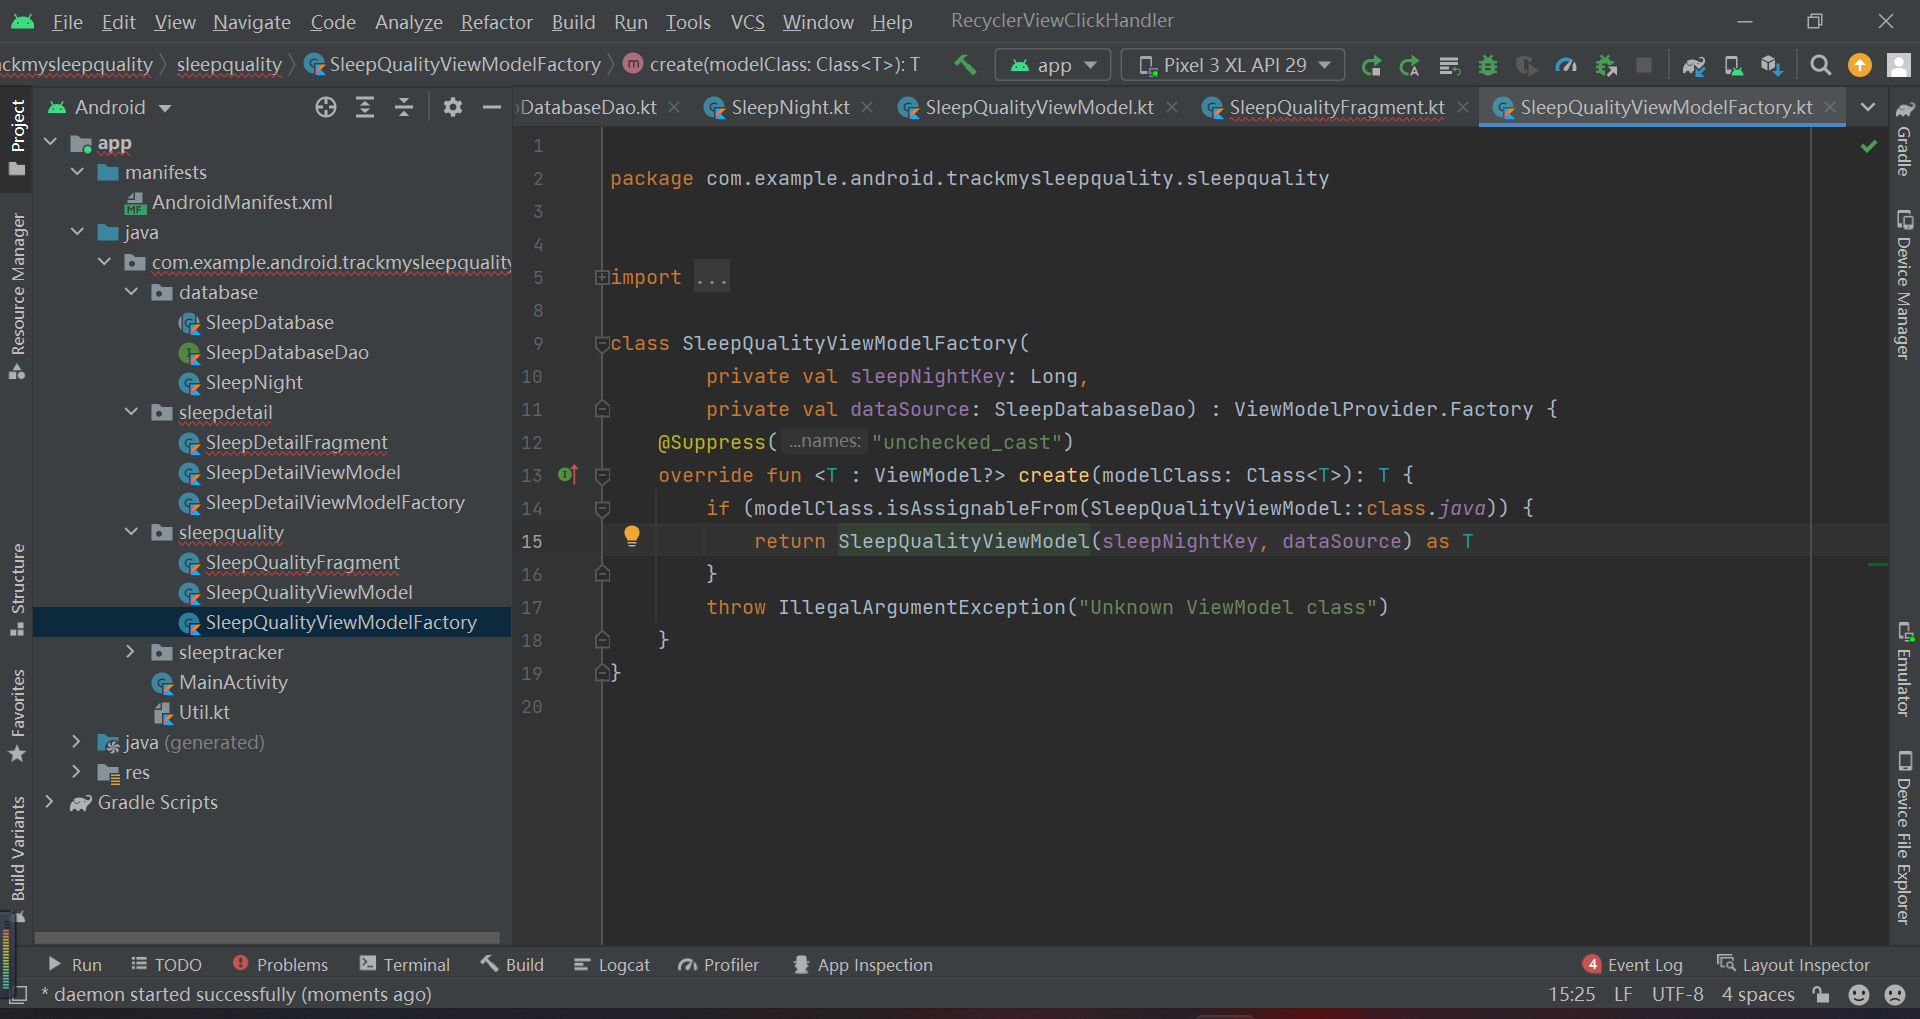 File Edit View Navigate Code Analyze Refactor Build Run Tools VCS Window Help RecyclerViewClickHandler
ackmysleepquality sleepquality SleepQualityViewModelFactory create(modelClass: Class<T>): T app Pixel 3 XL API 29
Android
DatabaseDao.kt SleepNight.kt SleepQualityViewModel.kt SleepQualityFragment.kt SleepQualityViewModelFactory.kt
Project
Resource Manager
Structure
Favorites
Build Variants
app
manifests
AndroidManifest.xml
java
com.example.android.trackmysleepquality
database
SleepDatabase
SleepDatabaseDao
SleepNight
sleepdetail
SleepDetailFragment
SleepDetailViewModel
SleepDetailViewModelFactory
sleepquality
SleepQualityFragment
SleepQualityViewModel
SleepQualityViewModelFactory
sleeptracker
MainActivity
Util.kt
java (generated)
res
Gradle Scripts
1
2 package com.example.android.trackmysleepquality.sleepquality
3
4
5 import ...
8
9 class SleepQualityViewModelFactory(
10 private val sleepNightKey: Long,
11 private val dataSource: SleepDatabaseDao) : ViewModelProvider.Factory {
12 @Suppress( ...names: "unchecked_cast")
13 override fun <T : ViewModel?> create(modelClass: Class<T>): T {
14 if (modelClass.isAssignableFrom(SleepQualityViewModel::class.java)) {
15 return SleepQualityViewModel(sleepNightKey, dataSource) as T
16 }
17 throw IllegalArgumentException("Unknown ViewModel class")
18 }
19 }
20
Gradle
Device Manager
Emulator
Device File Explorer
Run TODO Problems Terminal Build Logcat Profiler App Inspection 4 Event Log Layout Inspector
* daemon started successfully (moments ago) 15:25 LF UTF-8 4 spaces